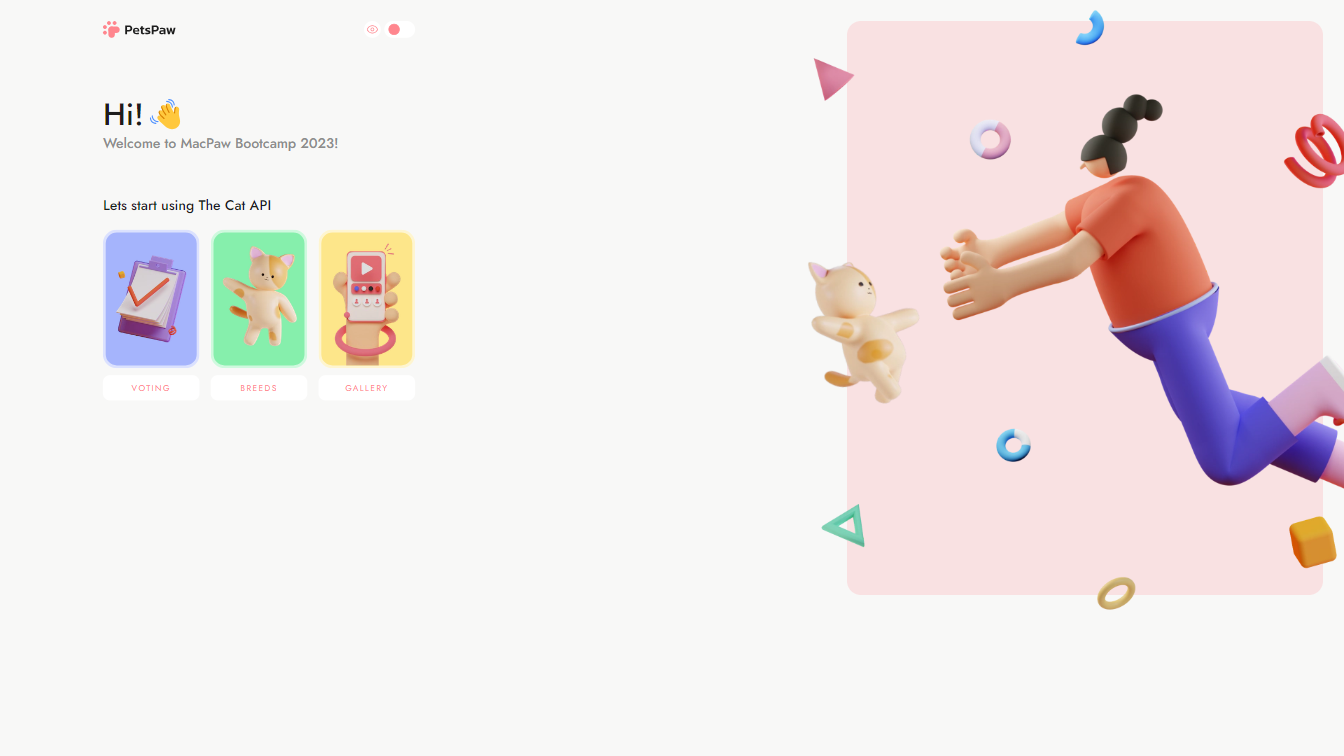 PetsPaw
Hi!
Welcome to MacPaw Bootcamp 2023!
Lets start using The Cat API
VOTING
BREEDS
GALLERY